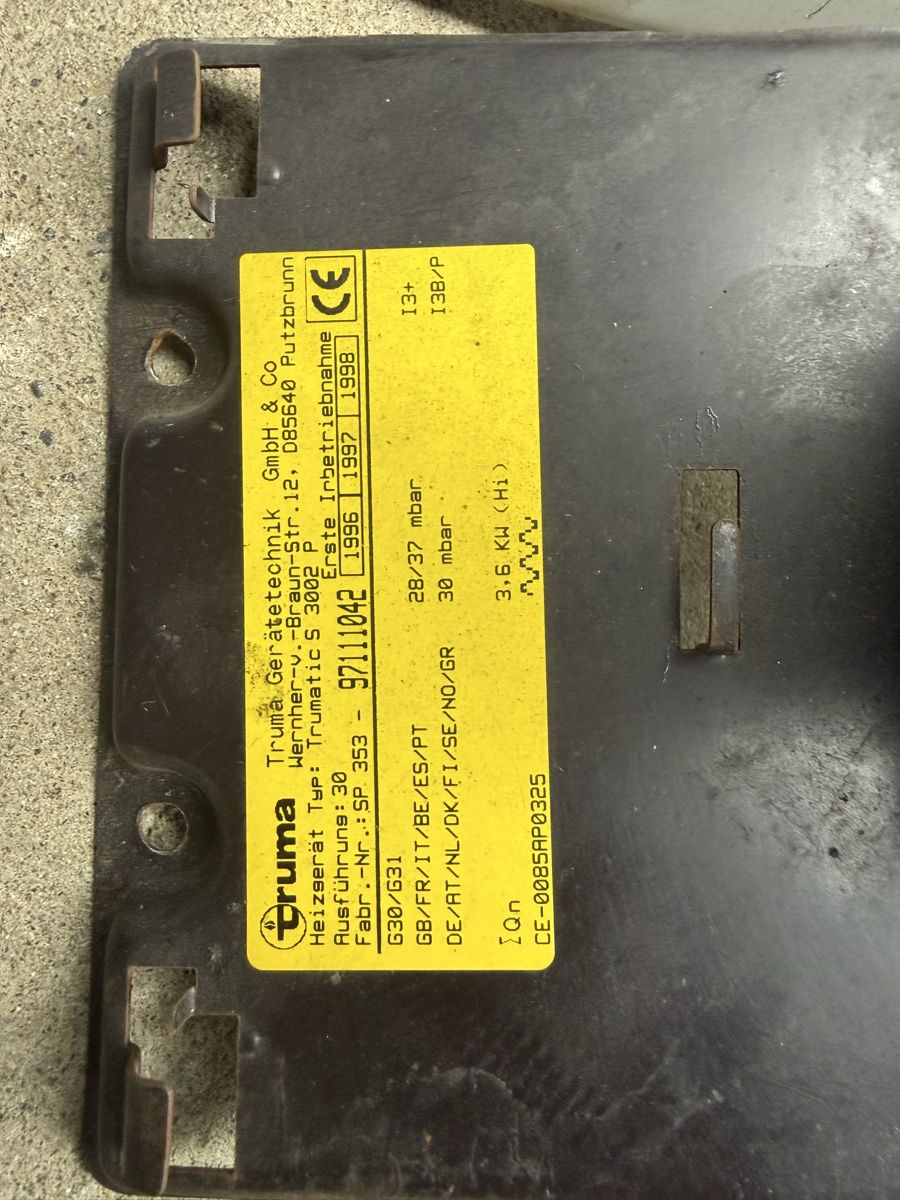 truma
Truma Gerätetechnik GmbH & Co
Wernher-v.-Braun-Str.12, D85640 Putzbrunn
Heizgerät Typ: Trumatic S 3002 P
Ausführung: 30 Erste Inbetriebnahme
Fabr.-Nr.: SP 353 - 97111042 1996 1997 1998 CE
G30/G31
GB/FR/IT/BE/ES/PT 28/37 mbar I3+
DE/AT/NL/DK/FI/SE/NO/GR 30 mbar I3B/P
ΣQn 3,6 KW (Hi)
CE-0085AP0325